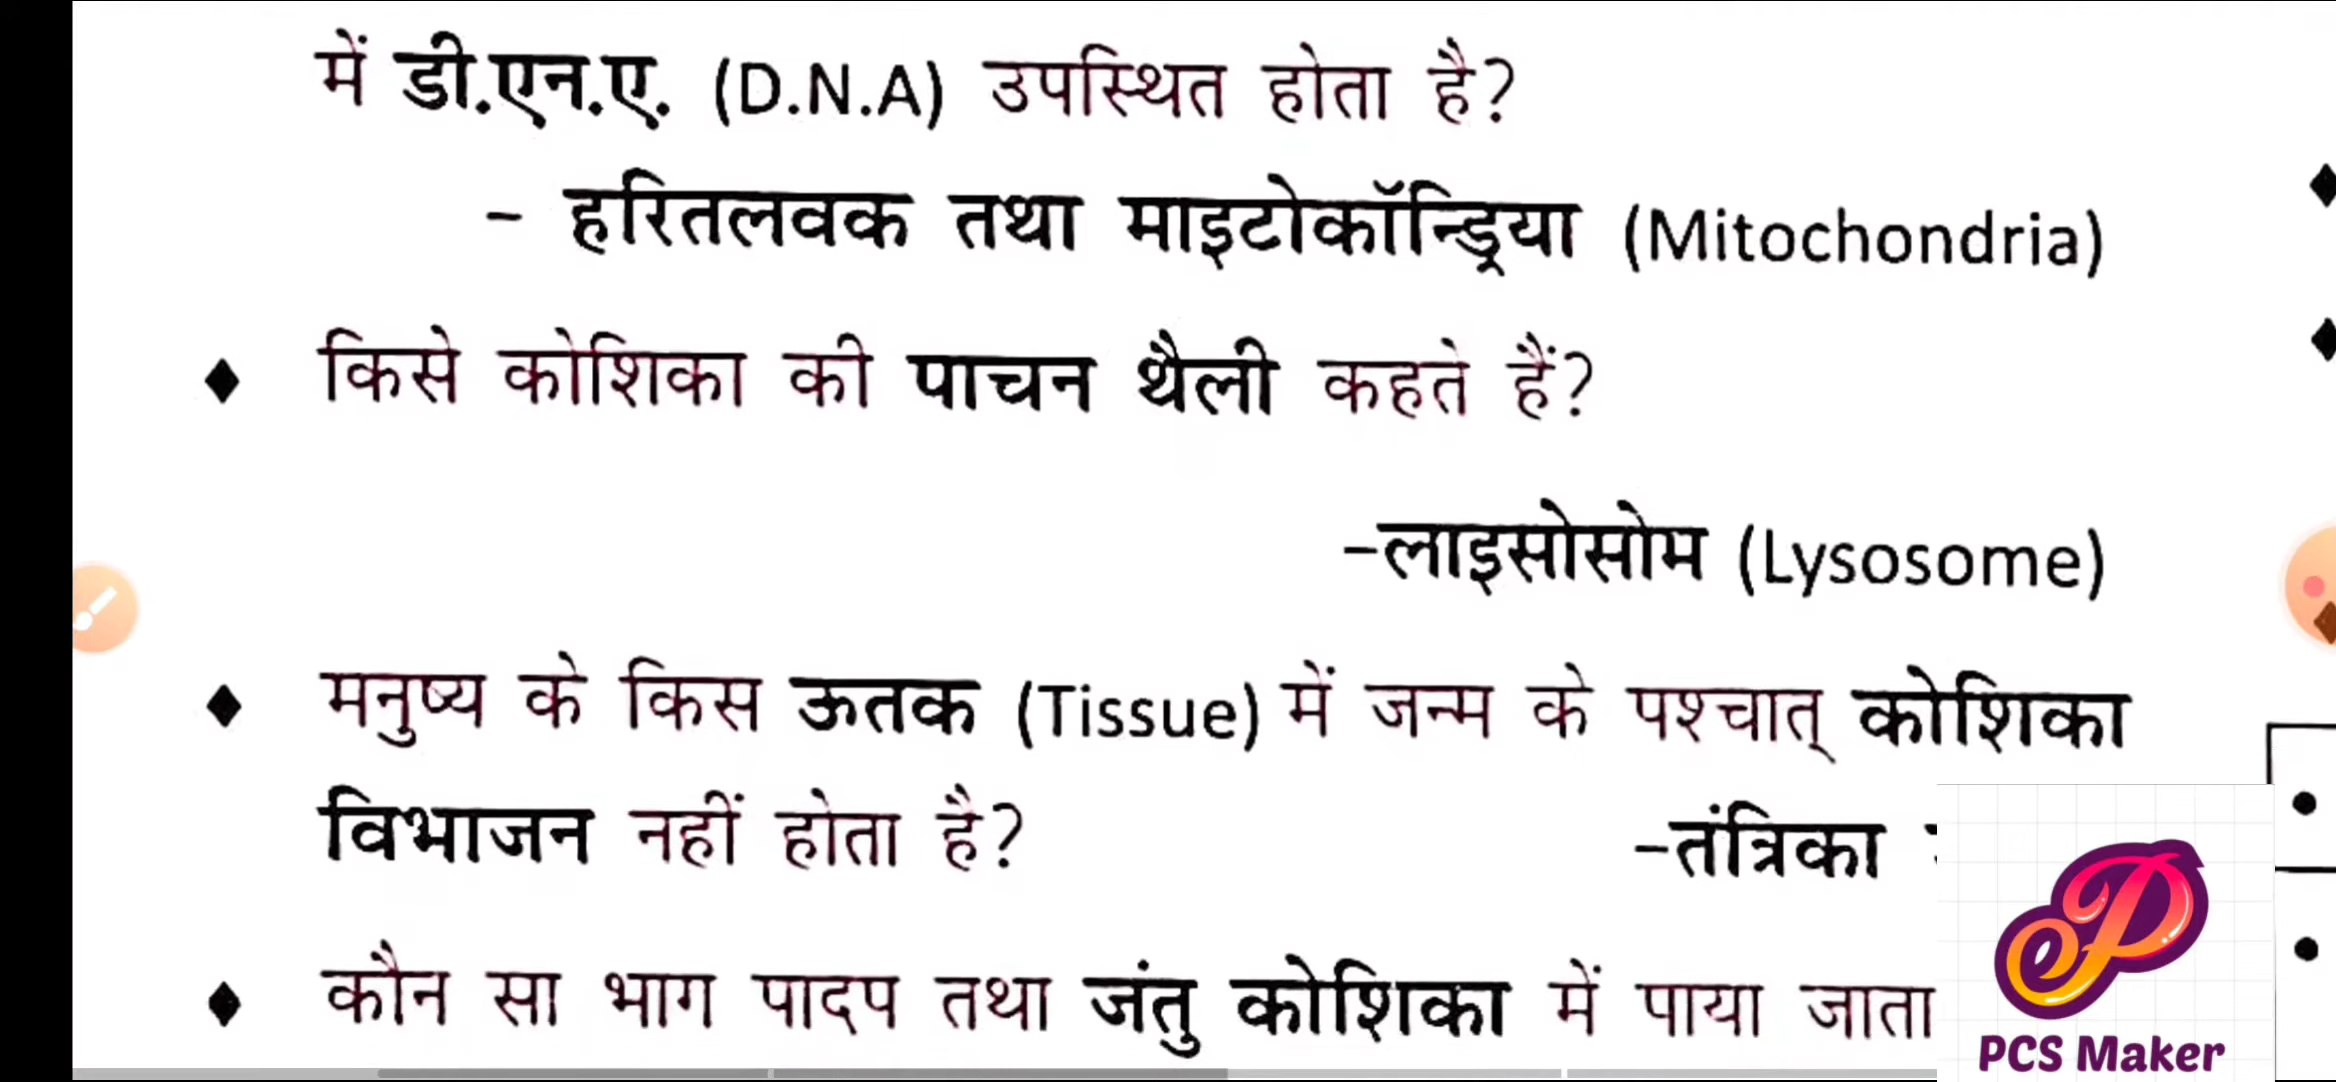 में डी.एन.ए. (D.N.A) उपस्थित होता है?
- हरितलवक तथा माइटोकॉन्ड्रिया (Mitochondria)
♦ किसे कोशिका की पाचन थैली कहते हैं?
-लाइसोसोम (Lysosome)
♦ मनुष्य के किस ऊतक (Tissue) में जन्म के पश्चात् कोशिका
विभाजन नहीं होता है? -तंत्रिका
♦ कौन सा भाग पादप तथा जंतु कोशिका में पाया जाता
PCS Maker